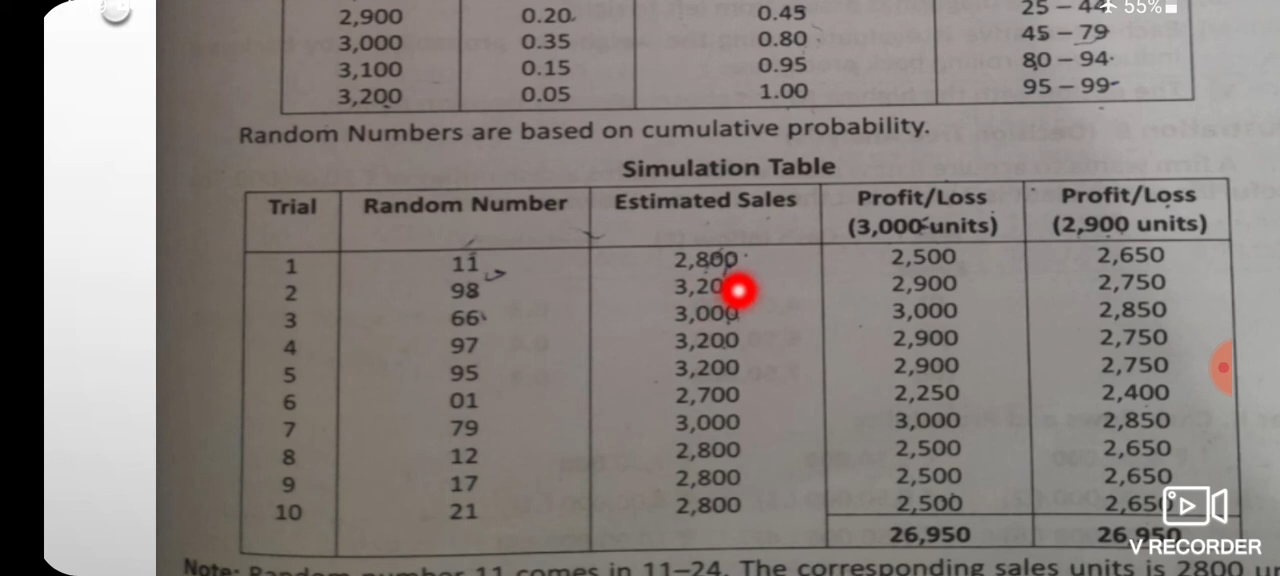 55%
2,900 0.20 0.45 25 – 44
3,000 0.35 0.80 45 – 79
3,100 0.15 0.95 80 – 94
3,200 0.05 1.00 95 – 99
Random Numbers are based on cumulative probability.
Simulation Table
Trial Random Number Estimated Sales Profit/Loss (3,000 units) Profit/Loss (2,900 units)
1 11 2,800 2,500 2,650
2 98 3,20 2,900 2,750
3 66 3,000 3,000 2,850
4 97 3,200 2,900 2,750
5 95 3,200 2,900 2,750
6 01 2,700 2,250 2,400
7 79 3,000 3,000 2,850
8 12 2,800 2,500 2,650
9 17 2,800 2,500 2,650
10 21 2,800 2,500 2,650
26,950 26,950
V RECORDER
Note: Random number 11 comes in 11–24. The corresponding sales units is 2800